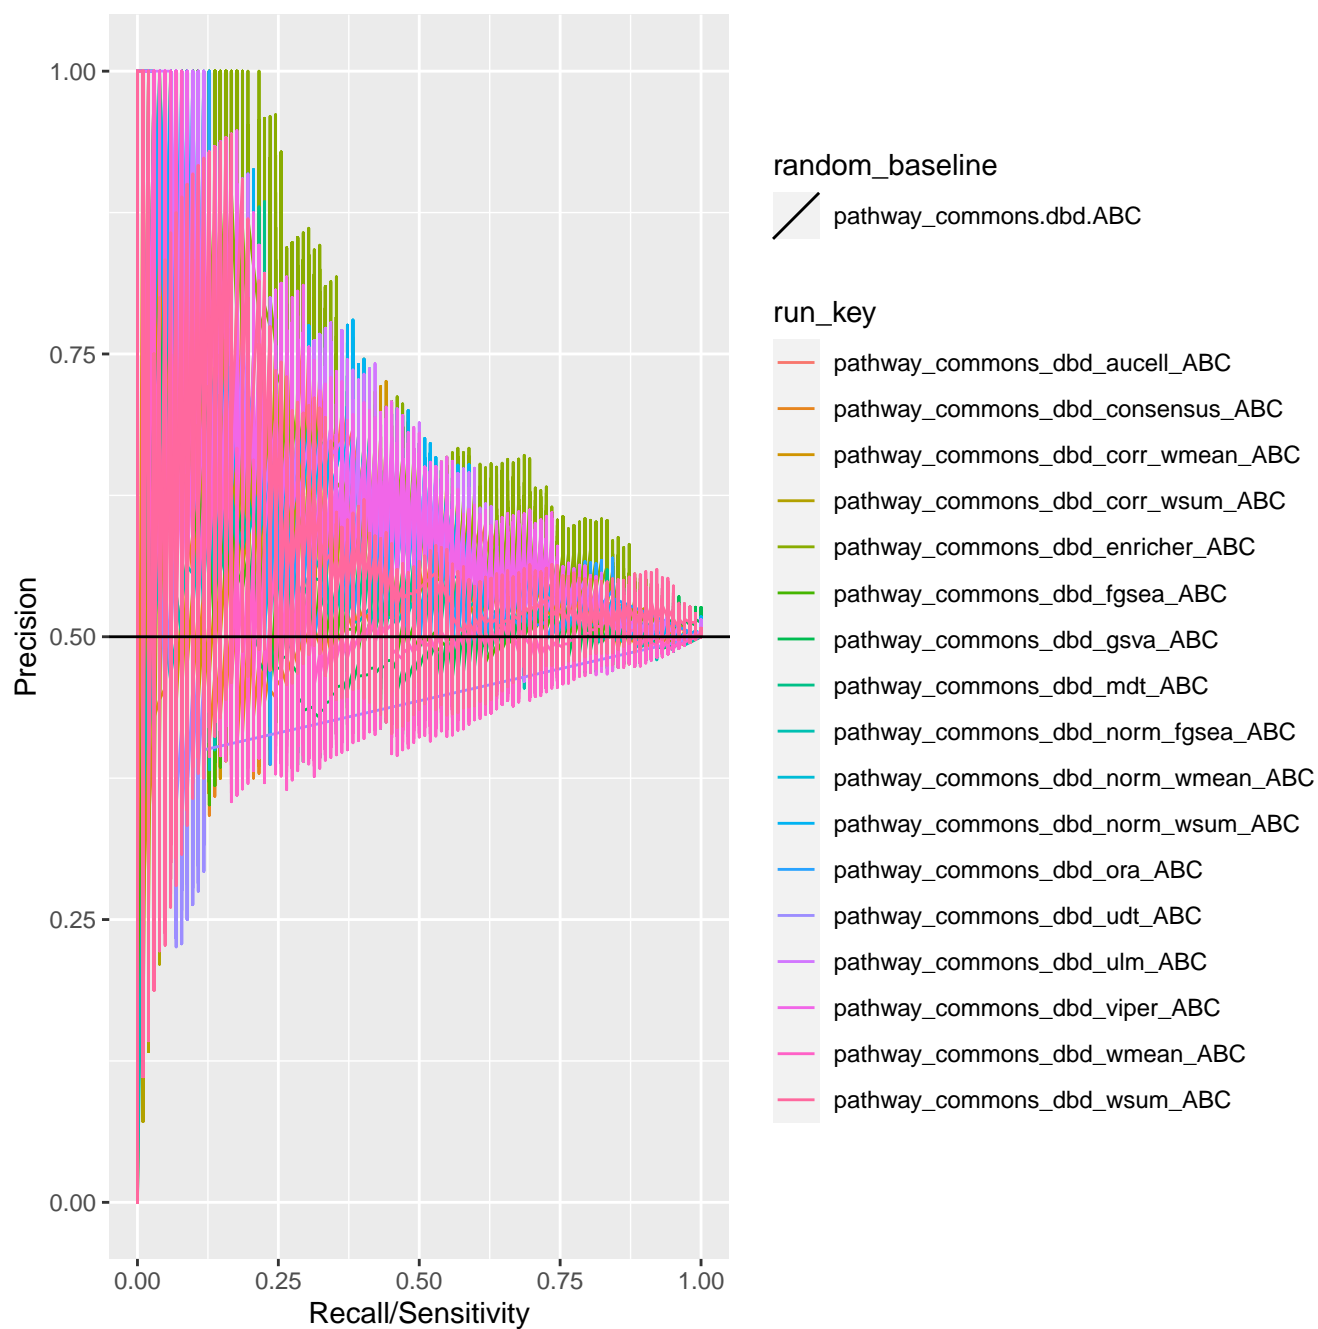 1.00
0.75
0.50
0.25
0.00
Precision
0.00 0.25 0.50 0.75 1.00
Recall/Sensitivity
random_baseline
pathway_commons.dbd.ABC
run_key
pathway_commons_dbd_aucell_ABC
pathway_commons_dbd_consensus_ABC
pathway_commons_dbd_corr_wmean_ABC
pathway_commons_dbd_corr_wsum_ABC
pathway_commons_dbd_enricher_ABC
pathway_commons_dbd_fgsea_ABC
pathway_commons_dbd_gsva_ABC
pathway_commons_dbd_mdt_ABC
pathway_commons_dbd_norm_fgsea_ABC
pathway_commons_dbd_norm_wmean_ABC
pathway_commons_dbd_norm_wsum_ABC
pathway_commons_dbd_ora_ABC
pathway_commons_dbd_udt_ABC
pathway_commons_dbd_ulm_ABC
pathway_commons_dbd_viper_ABC
pathway_commons_dbd_wmean_ABC
pathway_commons_dbd_wsum_ABC